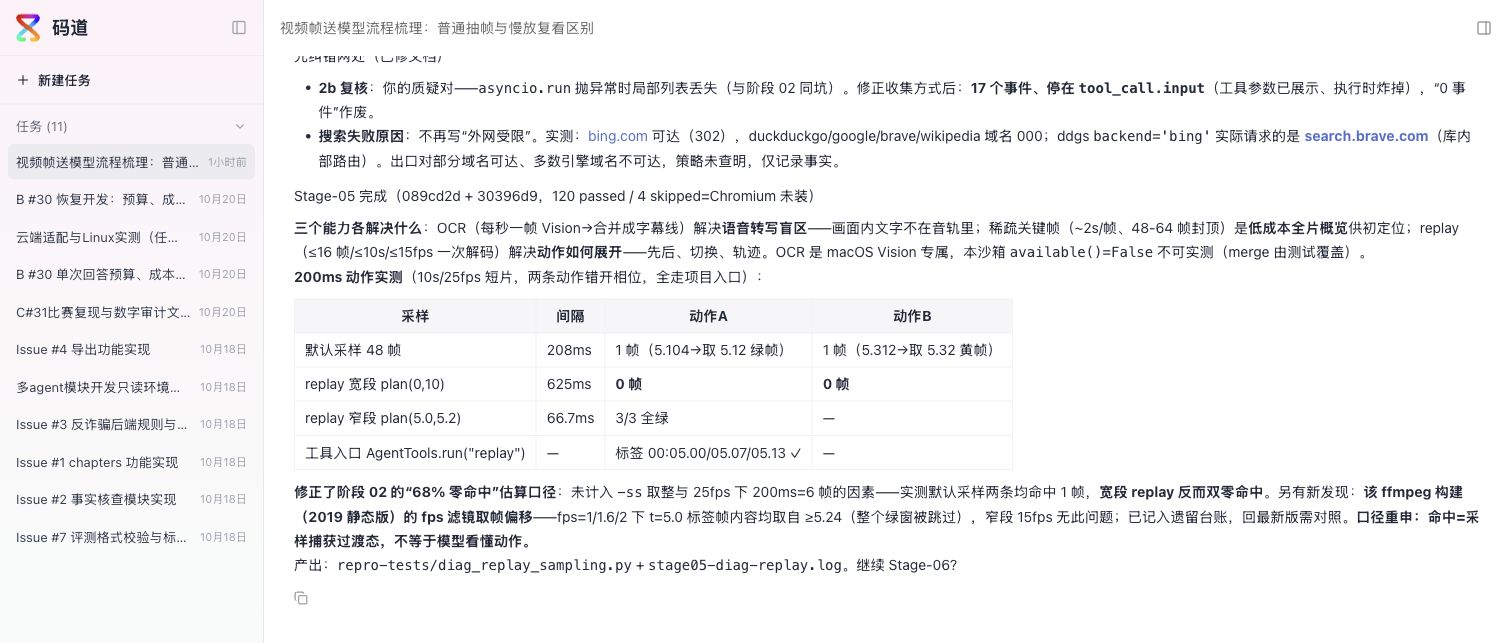 码道
新建任务
任务 (11)
视频帧送模型流程梳理：普通... 1小时前
B #30 恢复开发：预算、成... 10月20日
云端适配与Linux实测（任... 10月20日
B #30 单次回答预算、成本... 10月20日
C#31比赛复现与数字审计文... 10月20日
Issue #4 导出功能实现 10月18日
多agent模块开发只读环境... 10月18日
Issue #3 反诈骗后端规则与... 10月18日
Issue #1 chapters 功能实现 10月18日
Issue #2 事实核查模块实现 10月18日
Issue #7 评测格式校验与标... 10月18日
视频帧送模型流程梳理：普通抽帧与慢放复看区别
• 2b 复核：你的质疑对——asyncio.run 抛异常时局部列表丢失（与阶段 02 同坑）。修正收集方式后：17 个事件、停在 tool_call.input（工具参数已展示、执行时炸掉），“0 事
件”作废。
• 搜索失败原因：不再写“外网受限”。实测：bing.com 可达（302），duckduckgo/google/brave/wikipedia 域名 000；ddgs backend='bing' 实际请求的是 search.brave.com（库内
部路由）。出口对部分域名可达、多数引擎域名不可达，策略未查明，仅记录事实。
Stage-05 完成（089cd2d + 30396d9，120 passed / 4 skipped=Chromium 未装）
三个能力各解决什么：OCR（每秒一帧 Vision→合并成字幕线）解决语音转写盲区——画面内文字不在音轨里；稀疏关键帧（~2s/帧、48-64 帧封顶）是低成本全片概览供初定位；replay
（≤16 帧/≤10s/≤15fps 一次解码）解决动作如何展开——先后、切换、轨迹。OCR 是 macOS Vision 专属，本沙箱 available()=False 不可实测（merge 由测试覆盖）。
200ms 动作实测（10s/25fps 短片，两条动作错开相位，全走项目入口）：
采样 间隔 动作A 动作B
默认采样 48 帧 208ms 1 帧（5.104→取 5.12 绿帧） 1 帧（5.312→取 5.32 黄帧）
replay 宽段 plan(0,10) 625ms 0 帧 0 帧
replay 窄段 plan(5.0,5.2) 66.7ms 3/3 全绿 —
工具入口 AgentTools.run("replay") — 标签 00:05.00/05.07/05.13 ✓ —
修正了阶段 02 的“68% 零命中”估算口径：未计入 -ss 取整与 25fps 下 200ms=6 帧的因素——实测默认采样两条均命中 1 帧，宽段 replay 反而双零命中。另有新发现：该 ffmpeg 构建
（2019 静态版）的 fps 滤镜取帧偏移——fps=1/1.6/2 下 t=5.0 标签帧内容均取自 ≥5.24（整个绿窗被跳过），窄段 15fps 无此问题；已记入遗留台账，回最新版需对照。口径重申：命中=采
样捕获过渡态，不等于模型看懂动作。
产出：repro-tests/diag_replay_sampling.py + stage05-diag-replay.log。继续 Stage-06?